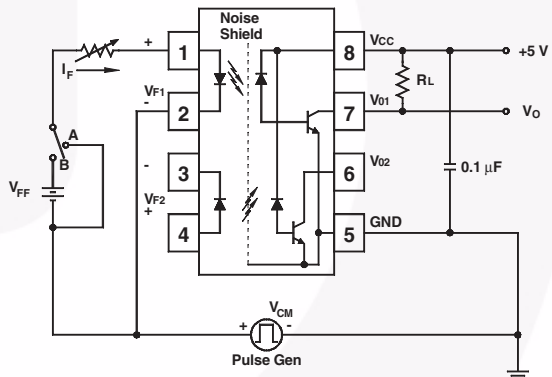 Noise
Shield
+
1
8
VCC
+5 V
IF
VF1
-
2
7
V01
RL
VO
A
B
VFF
-
3
6
V02
0.1 μF
VF2
+
4
5
GND
VCM
+
-
Pulse Gen